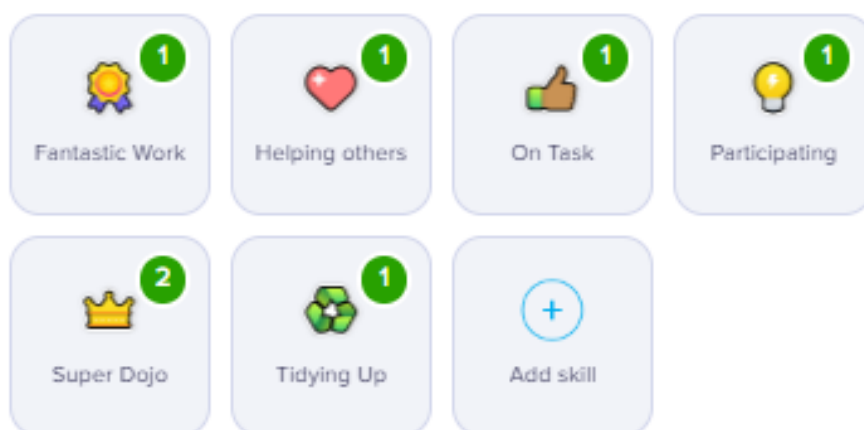 1
1
1
1
Fantastic Work
Helping others
On Task
Participating
2
1
Super Dojo
Tidying Up
Add skill